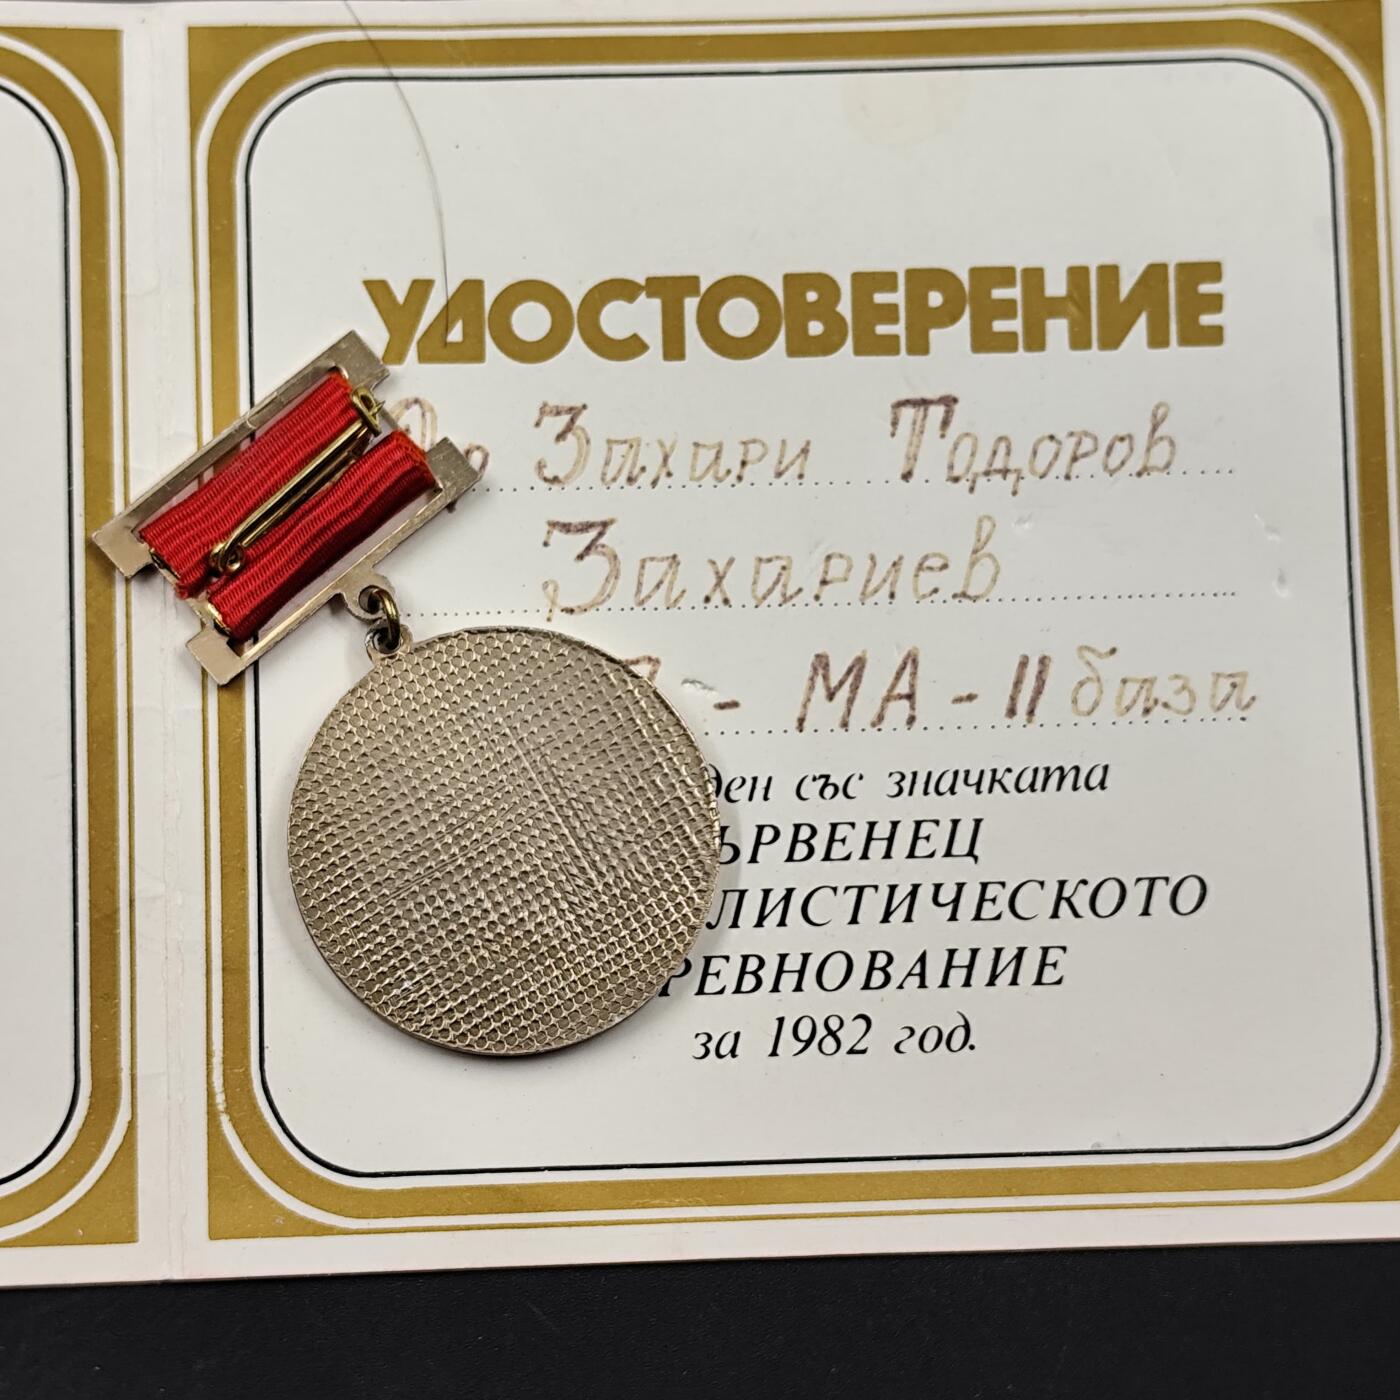 УДОСТОВЕРЕНИЕ
Захари Тодоров
Захариев
- МА - II база
ден със значката
ЪРВЕНЕЦ
ЛИСТИЧЕСКОТО
РЕВНОВАНИЕ
за 1982 год.